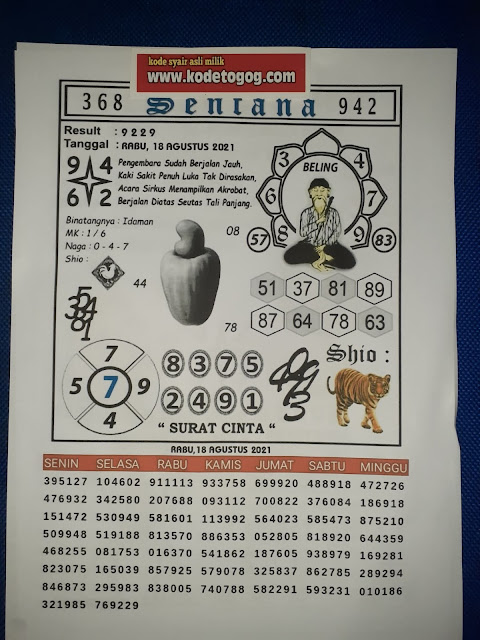 kode syair asli milik
www.kodetogog.com
368 Sentana 942
Result : 9229
Tanggal : RABU, 18 AGUSTUS 2021
9 4
6 2
Pengembara Sudah Berjalan Jauh,
Kaki Sakit Penuh Luka Tak Dirasakan,
Acara Sirkus Menampilkan Akrobat,
Berjalan Diatas Seutas Tali Panjang.
Binatangnya : Idaman
MK : 1 / 6
Naga : 0 - 4 - 7
Shio :
08
44
78
BELING
3 4
6 7
8 9
57 83
51 37 81 89
87 64 78 63
7
5 7 9
4
8 3 7 5
2 4 9 1
" SURAT CINTA "
Shio :
RABU,18 AGUSTUS 2021
SENIN SELASA RABU KAMIS JUMAT SABTU MINGGU
395127 104602 911113 933758 699920 488918 472726
476932 342580 207688 093112 700822 376084 186918
151472 530949 581601 113992 564023 585473 875210
509948 519188 813570 886353 052805 818920 644359
468255 081753 016370 541862 187605 938979 169281
823075 165039 857925 579078 325837 862785 289294
846873 295983 838005 740788 582291 593231 010186
321985 769229